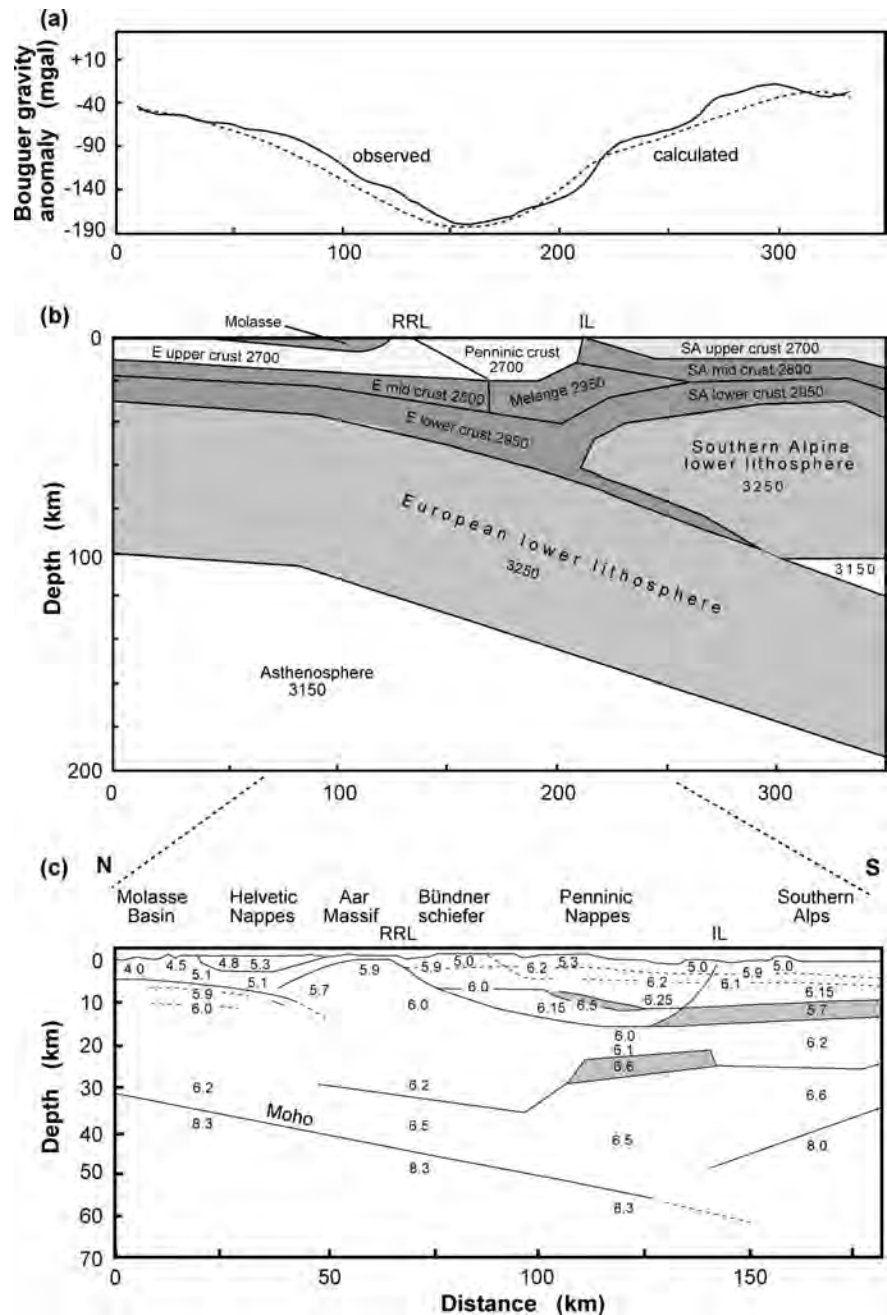 (a)
Bouguer gravity
anomaly (mgal)
+10
-40
-90
-140
-190
observed
calculated
0 100 200 300
(b)
Molasse RRL IL
0
E upper crust 2700
Penninic crust
2700
SA upper crust 2700
SA mid crust 2800
E mid crust 2800
Melange 2950
SA lower crust 2950
E lower crust 2950
Southern Alpine
lower lithosphere
3250
European lower lithosphere
3250
3150
Asthenosphere
3150
Depth (km)
100
200
0 100 200 300
(c) N S
Molasse
Basin
Helvetic
Nappes
Aar
Massif
Bündner
schiefer
Penninic
Nappes
Southern
Alps
RRL IL
0 4.0 4.5 4.8 5.3 5.9 5.9 5.0 5.3 5.0 5.0
5.1 5.1 5.7 6.2 6.2 6.1 5.9
10 5.9 6.0 6.0 6.0 6.15 6.5 6.25 6.15
5.7
6.0
20 6.1 6.2
6.6
30 6.2 6.2 6.6
Moho
40 8.3 6.5 6.5 8.0
50 8.3
60 8.3
70
Depth (km)
0 50 100 150
Distance (km)